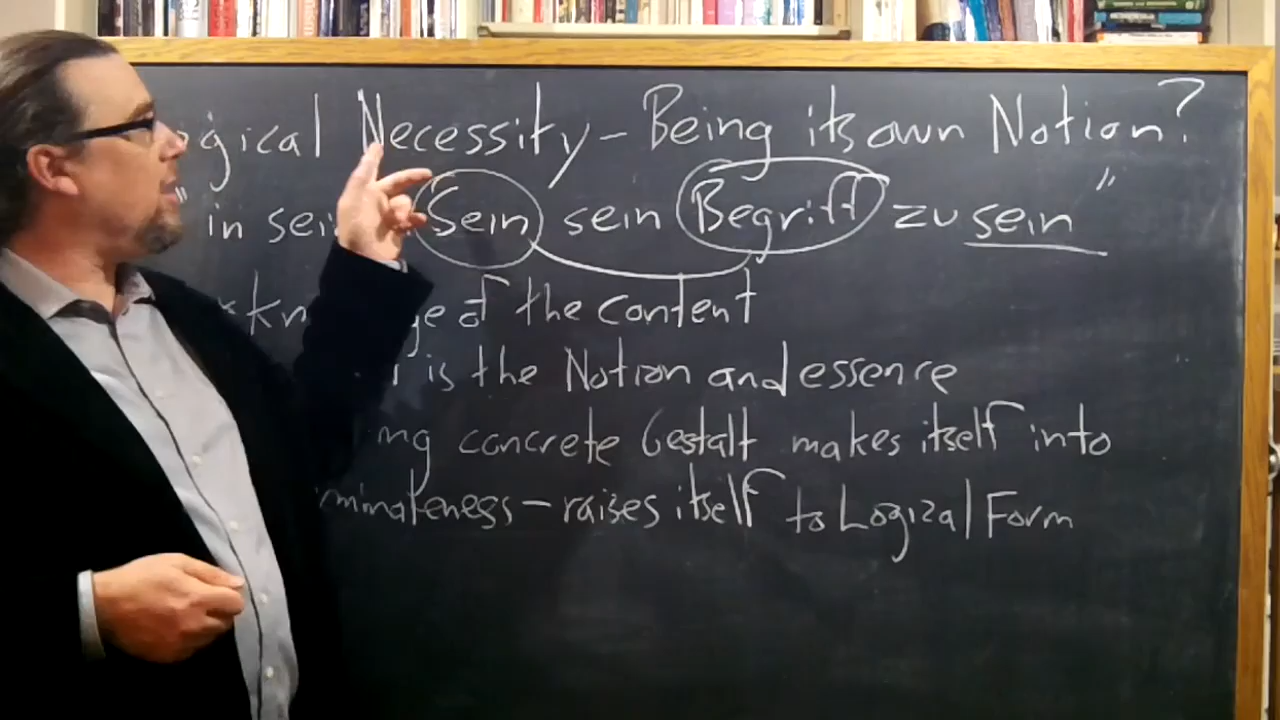 gical Necessity - Being its own Notion?
" in sei Sein sein Begriff zu sein "
kn ge of the content
is the Notion and essence
ng concrete Gestalt makes itself into
minateness - raises itself to Logical Form